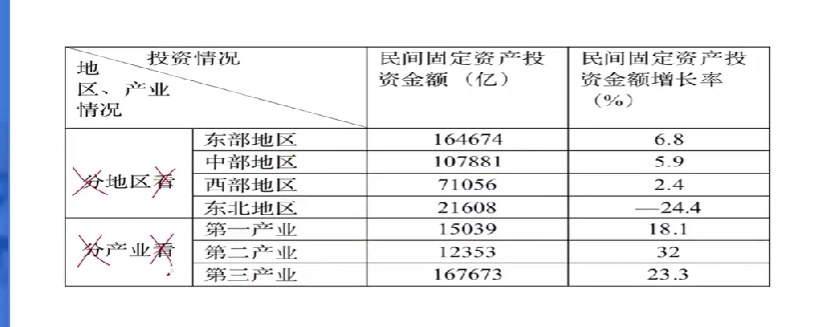 投资情况
地
区、产业
情况
民间固定资产投
资金额（亿）
民间固定资产投
资金额增长率
（%）
分地区看
东部地区 164674 6.8
中部地区 107881 5.9
西部地区 71056 2.4
东北地区 21608 —24.4
分产业看
第一产业 15039 18.1
第二产业 12353 32
第三产业 167673 23.3